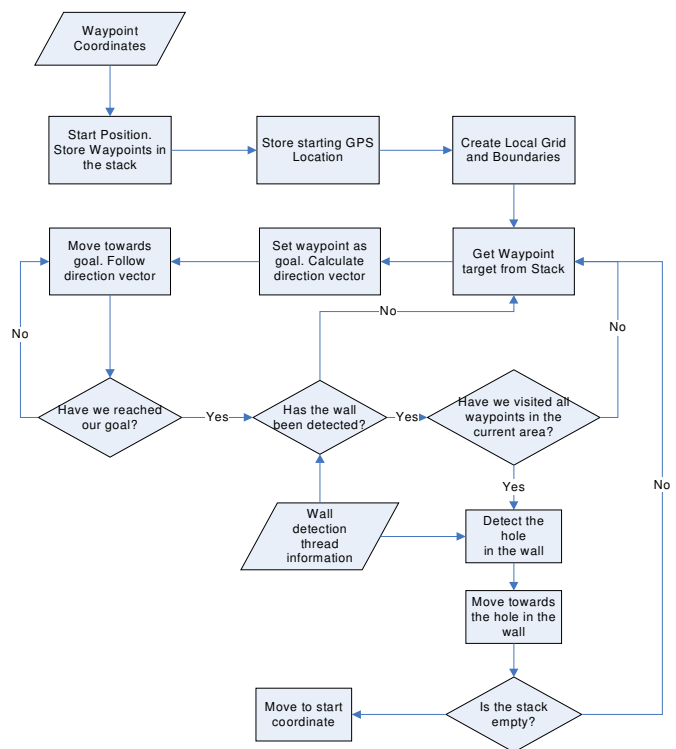 Waypoint
Coordinates
Start Position.
Store Waypoints in
the stack
Store starting GPS
Location
Create Local Grid
and Boundaries
Move towards
goal. Follow
direction vector
Set waypoint as
goal. Calculate
direction vector
Get Waypoint
target from Stack
No
No
No
Have we reached
our goal?
Yes
Has the wall
been detected?
Yes
Have we visited all
waypoints in the
current area?
Yes
No
Wall
detection
thread
information
Detect the
hole
in the wall
Move towards
the hole in the
wall
Move to start
coordinate
Is the stack
empty?